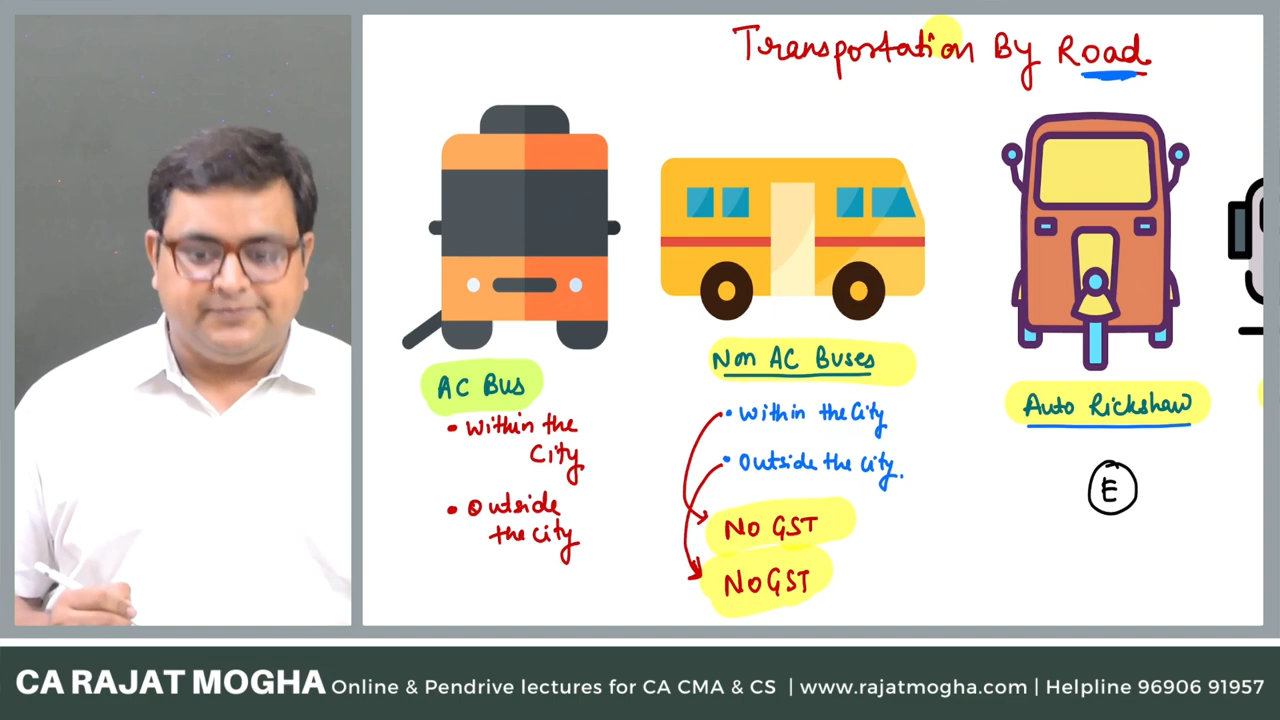 Transportation By Road
AC Bus
• Within the
City
• Outside
the city
Non AC Buses
• Within the City
• Outside the city.
NO GST
NO GST
Auto Rickshaw
E
CA RAJAT MOGHA Online & Pendrive lectures for CA CMA & CS | www.rajatmogha.com | Helpline 96906 91957